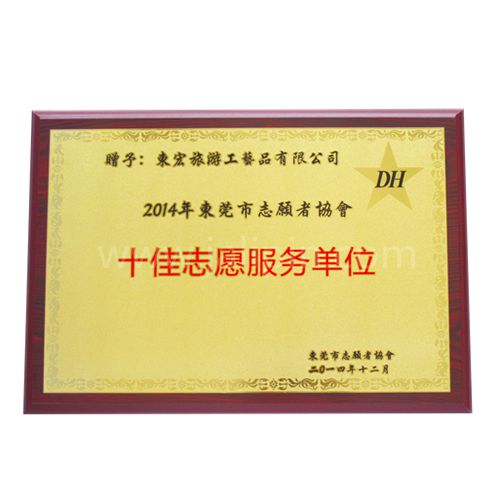 贈予：東宏旅游工藝品有限公司
DH
2014年東莞市志願者協會
十佳志愿服务单位
東莞市志願者協會
二〇一四年十二月